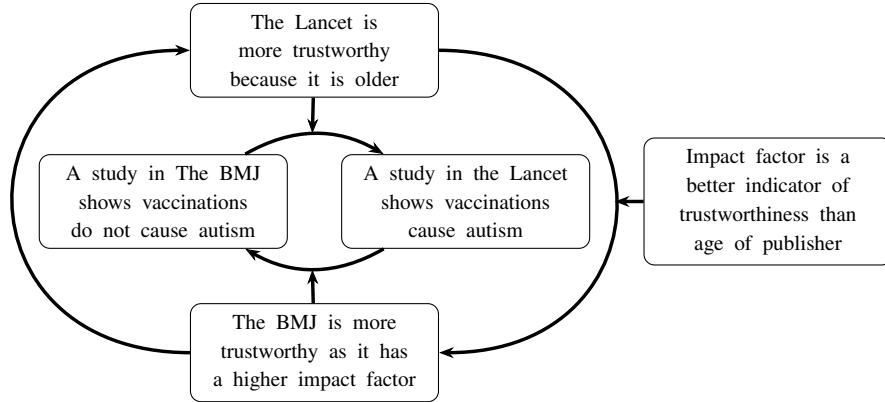 The Lancet is
more trustworthy
because it is older
A study in The BMJ
shows vaccinations
do not cause autism
A study in the Lancet
shows vaccinations
cause autism
Impact factor is a
better indicator of
trustworthiness than
age of publisher
The BMJ is more
trustworthy as it has
a higher impact factor